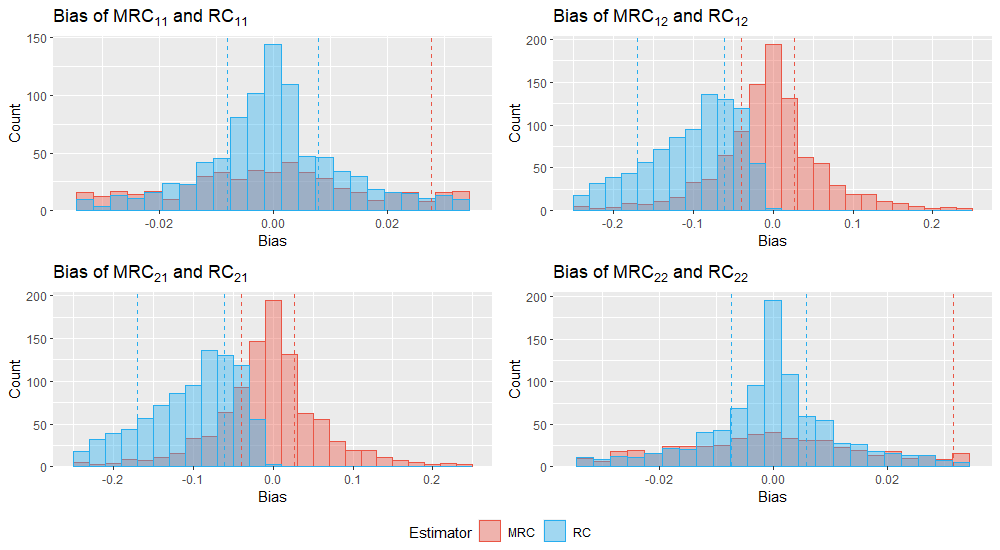 Bias of MRC₁₁ and RC₁₁
150
100
50
0
Count
-0.02 0.00 0.02
Bias
Bias of MRC₁₂ and RC₁₂
200
150
100
50
0
Count
-0.2 -0.1 0.0 0.1 0.2
Bias
Bias of MRC₂₁ and RC₂₁
200
150
100
50
0
Count
-0.2 -0.1 0.0 0.1 0.2
Bias
Bias of MRC₂₂ and RC₂₂
200
150
100
50
0
Count
-0.02 0.00 0.02
Bias
Estimator MRC RC